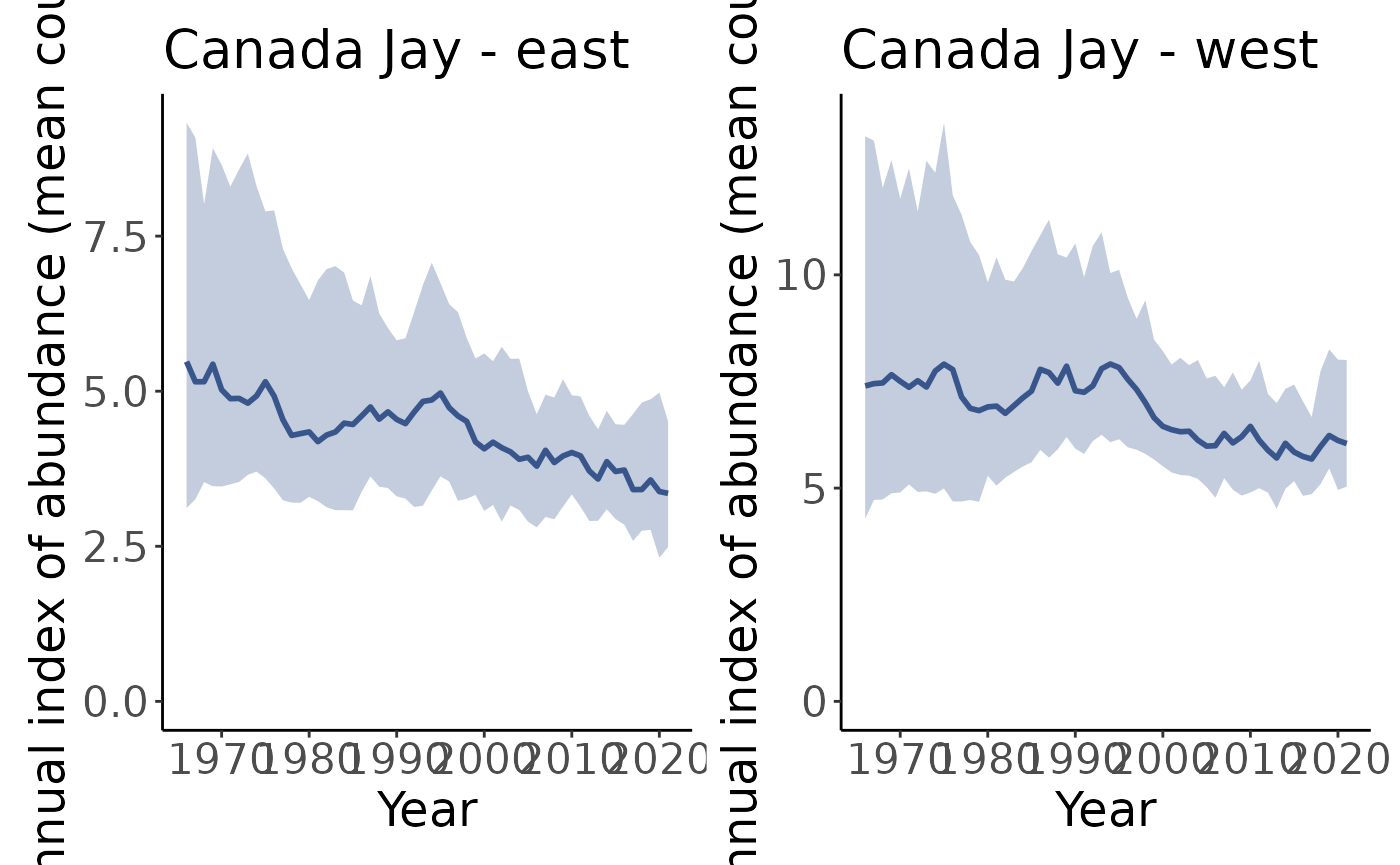 Canada Jay - east
nnual index of abundance (mean cou
7.5
5.0
2.5
0.0
1970 1980 1990 2000 2010 2020
Year
Canada Jay - west
nnual index of abundance (mean cou
10
5
0
1970 1980 1990 2000 2010 2020
Year